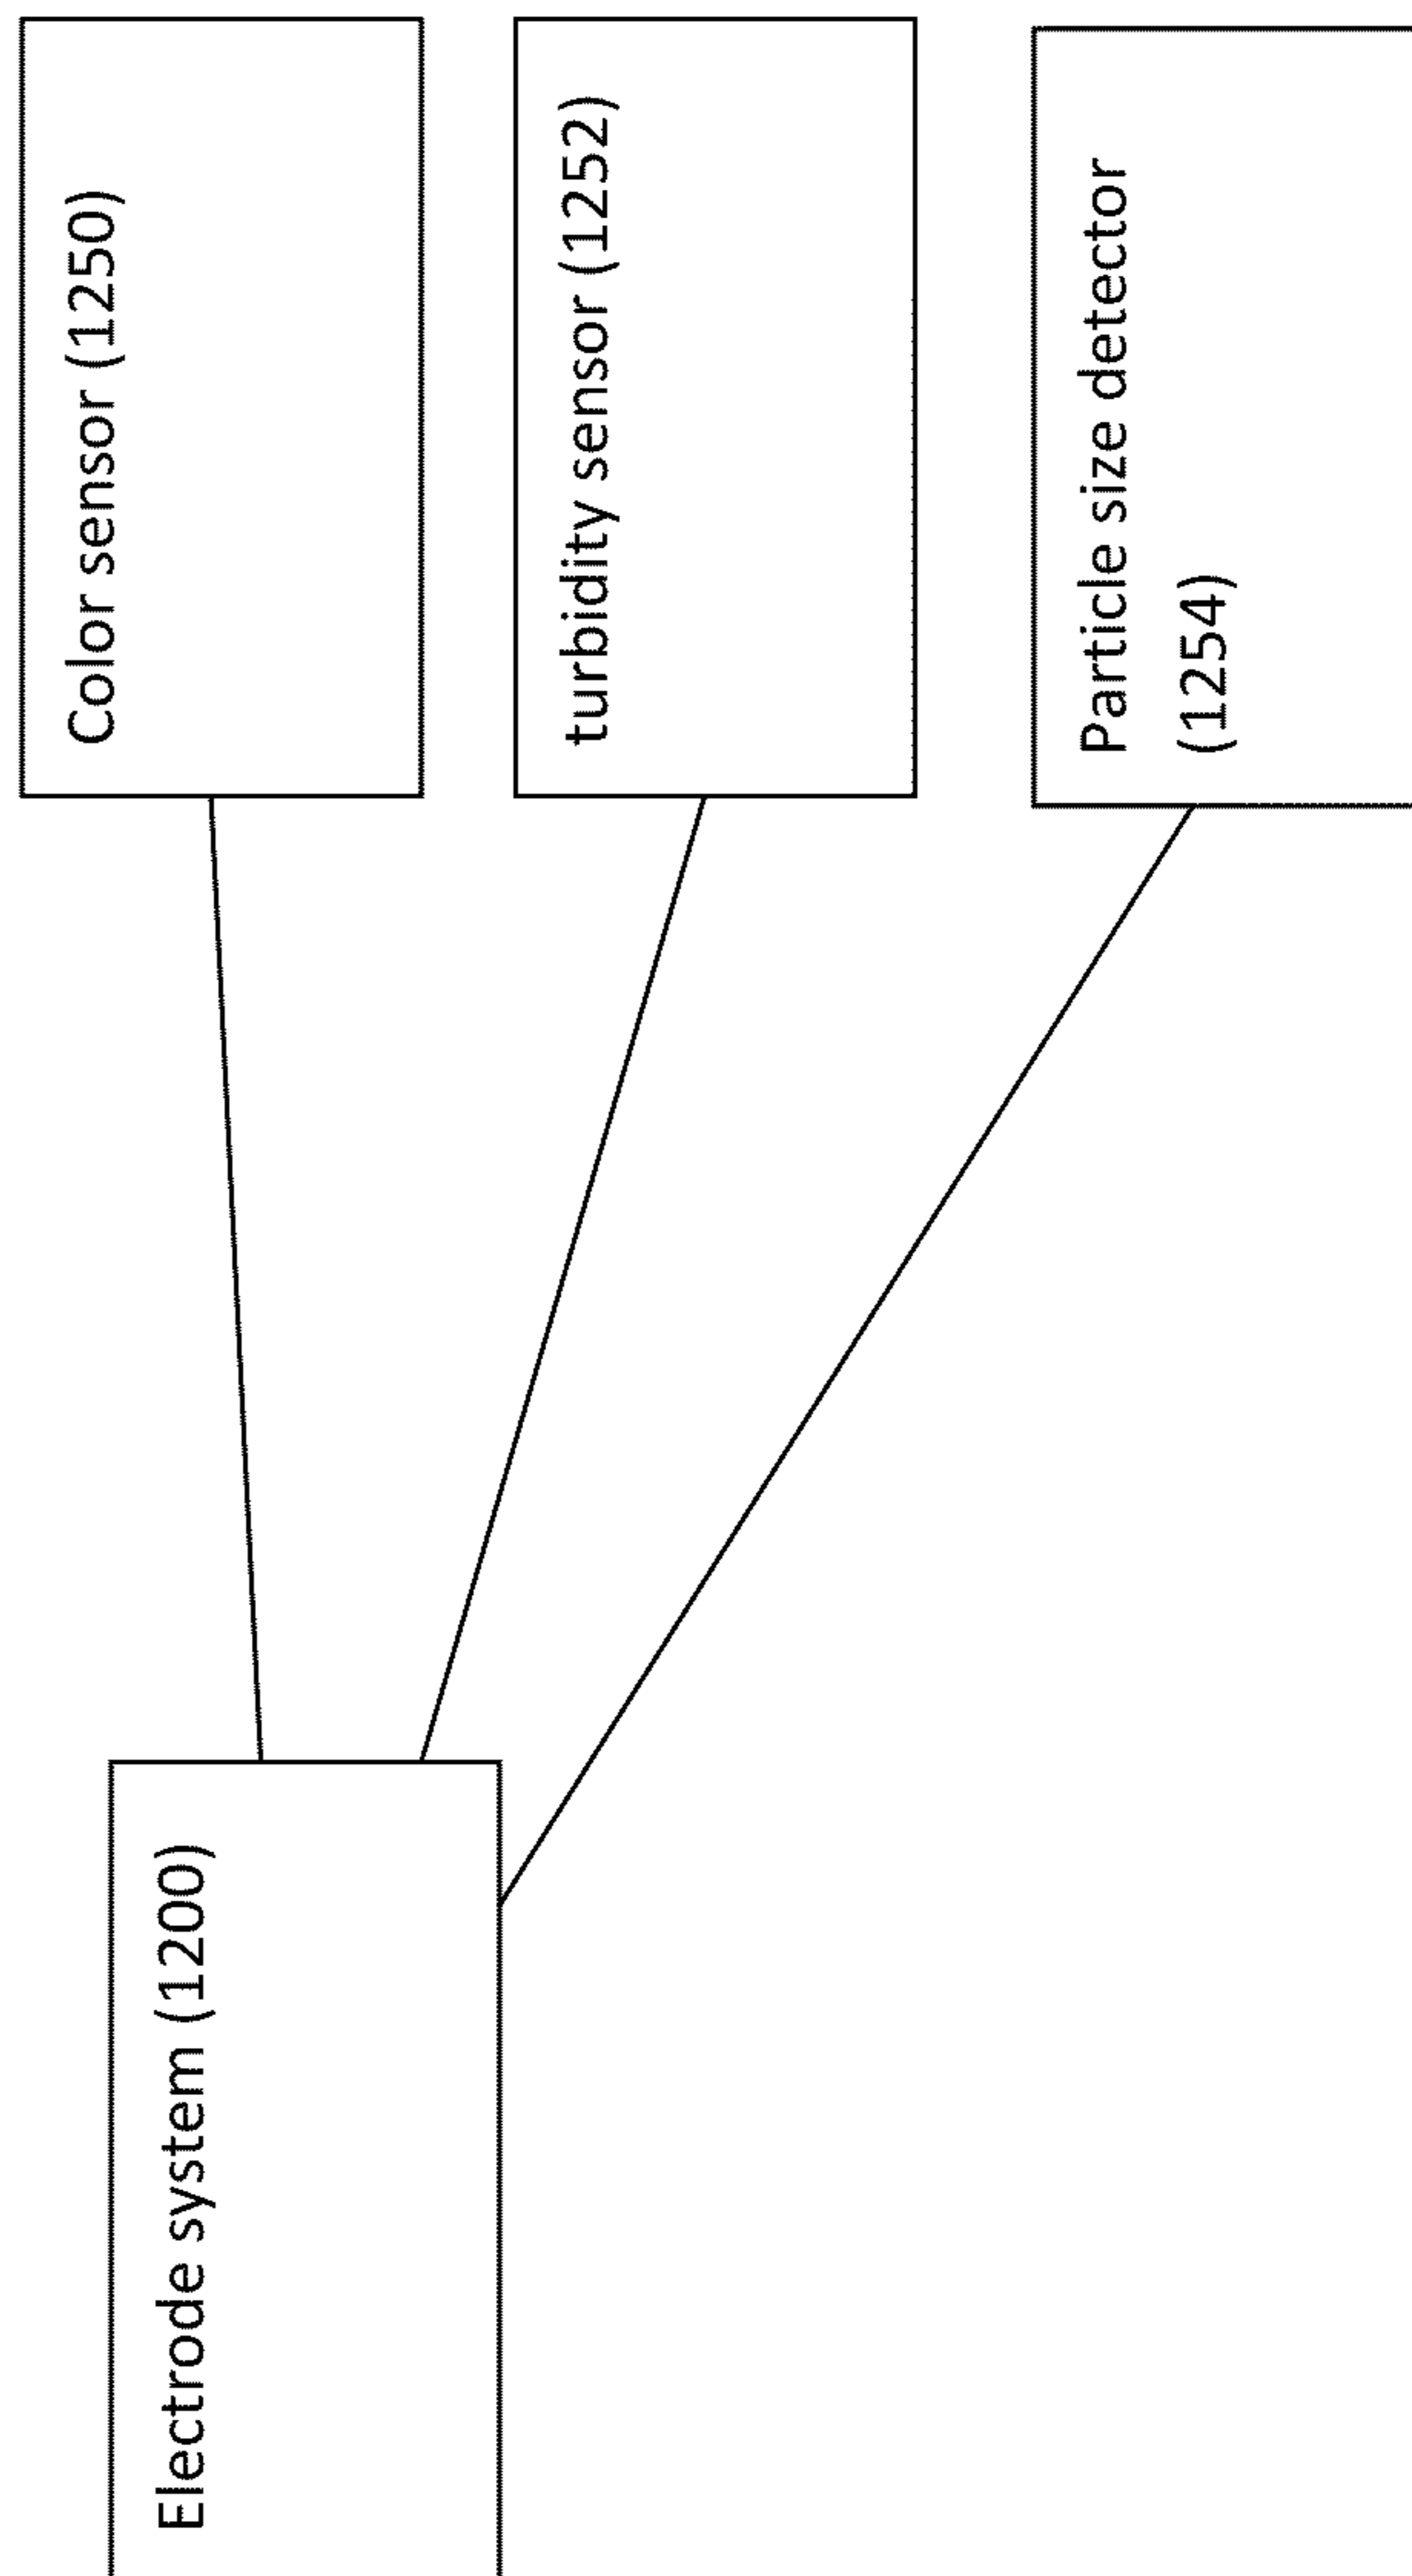 Electrode system (1200)
Color sensor (1250)
turbidity sensor (1252)
Particle size detector
(1254)